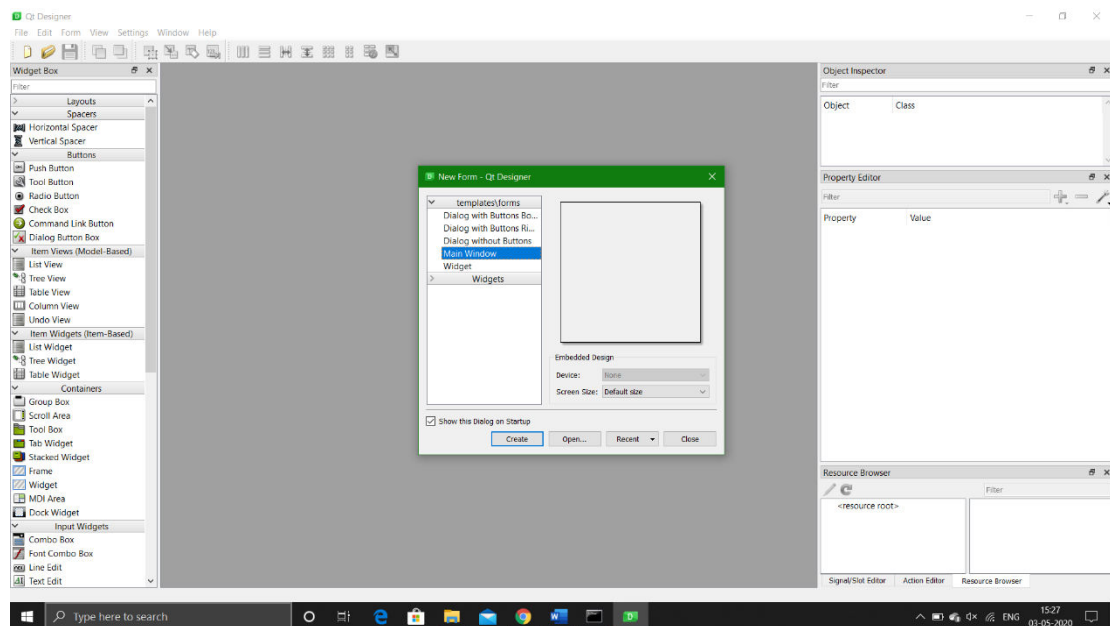 Qt Designer
File Edit Form View Settings Window Help
Widget Box
Filter
Layouts
Spacers
Horizontal Spacer
Vertical Spacer
Buttons
Push Button
Tool Button
Radio Button
Check Box
Command Link Button
Dialog Button Box
Item Views (Model-Based)
List View
Tree View
Table View
Column View
Undo View
Item Widgets (Item-Based)
List Widget
Tree Widget
Table Widget
Containers
Group Box
Scroll Area
Tool Box
Tab Widget
Stacked Widget
Frame
Widget
MDI Area
Dock Widget
Input Widgets
Combo Box
Font Combo Box
Line Edit
Text Edit
New Form - Qt Designer
templates\forms
Dialog with Buttons Bo...
Dialog with Buttons Ri...
Dialog without Buttons
Main Window
Widget
Widgets
Embedded Design
Device: None
Screen Size: Default size
Show this Dialog on Startup
Create Open... Recent Close
Object Inspector
Filter
Object Class
Property Editor
Filter
Property Value
Resource Browser
Filter
<resource root>
Signal/Slot Editor Action Editor Resource Browser
Type here to search
ENG
15:27
03-05-2020